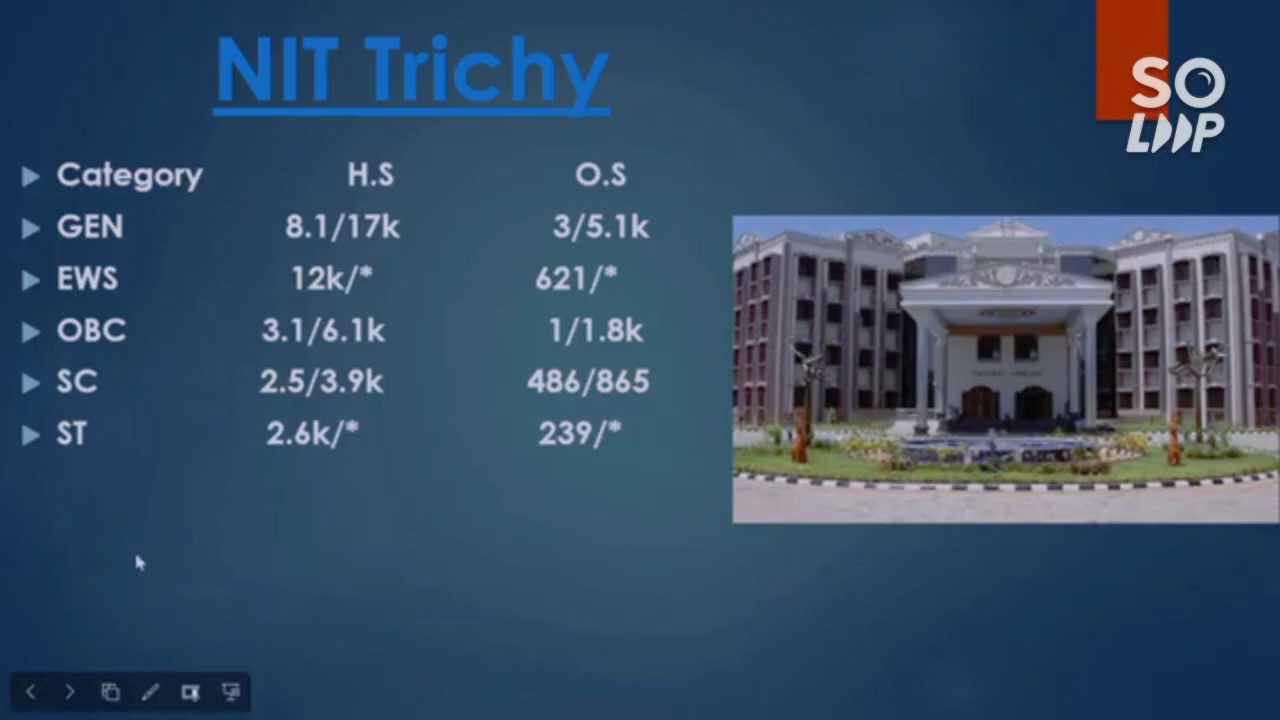 NIT Trichy
SO
LOOP
Category H.S O.S
GEN 8.1/17k 3/5.1k
EWS 12k/* 621/*
OBC 3.1/6.1k 1/1.8k
SC 2.5/3.9k 486/865
ST 2.6k/* 239/*